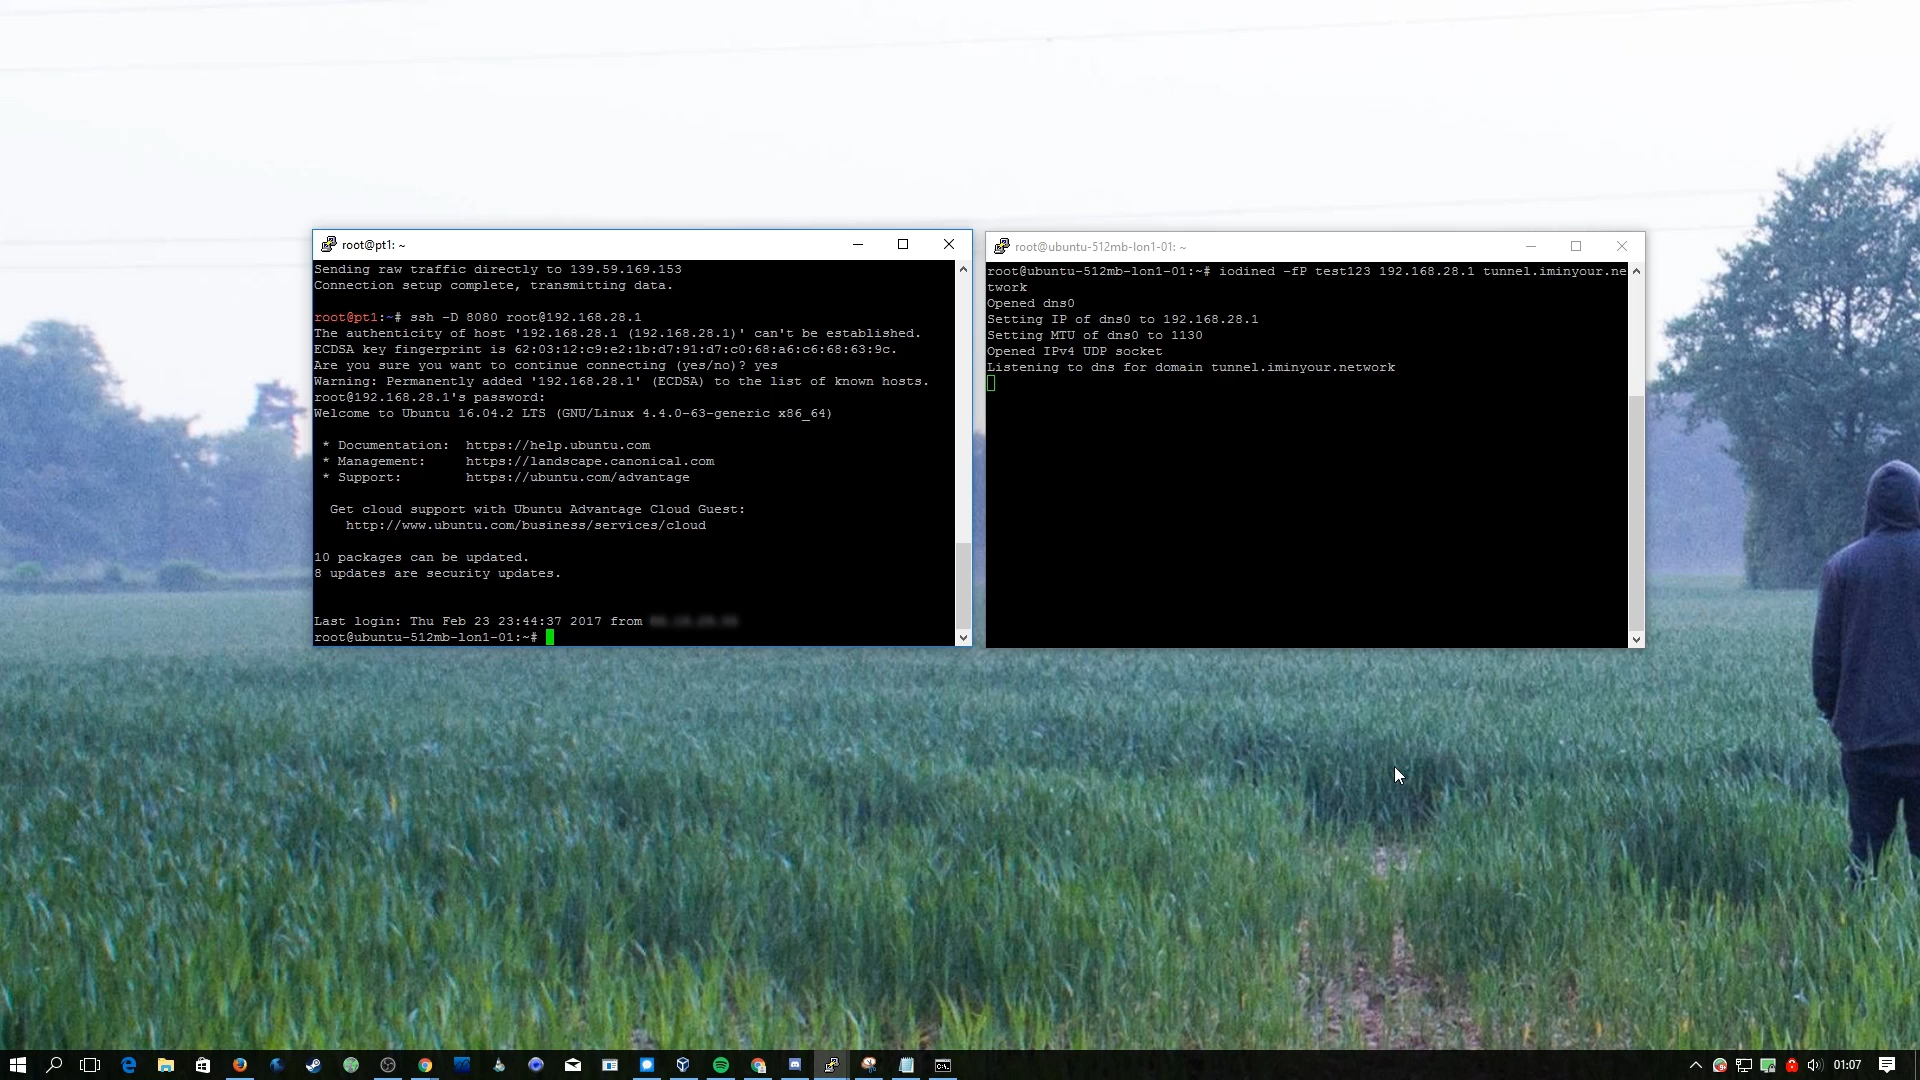 root@pt1: ~
Sending raw traffic directly to 139.59.169.153
Connection setup complete, transmitting data.
root@pt1:~# ssh -D 8080 root@192.168.28.1
The authenticity of host '192.168.28.1 (192.168.28.1)' can't be established.
ECDSA key fingerprint is 62:03:12:c9:e2:1b:d7:91:d7:c0:68:a6:c6:68:63:9c.
Are you sure you want to continue connecting (yes/no)? yes
Warning: Permanently added '192.168.28.1' (ECDSA) to the list of known hosts.
root@192.168.28.1's password:
Welcome to Ubuntu 16.04.2 LTS (GNU/Linux 4.4.0-63-generic x86_64)
* Documentation:  https://help.ubuntu.com
* Management:     https://landscape.canonical.com
* Support:        https://ubuntu.com/advantage
Get cloud support with Ubuntu Advantage Cloud Guest:
http://www.ubuntu.com/business/services/cloud
10 packages can be updated.
8 updates are security updates.
Last login: Thu Feb 23 23:44:37 2017 from
root@ubuntu-512mb-lon1-01:~#
root@ubuntu-512mb-lon1-01: ~
root@ubuntu-512mb-lon1-01:~# iodined -fP test123 192.168.28.1 tunnel.iminyour.ne
twork
Opened dns0
Setting IP of dns0 to 192.168.28.1
Setting MTU of dns0 to 1130
Opened IPv4 UDP socket
Listening to dns for domain tunnel.iminyour.network
01:07